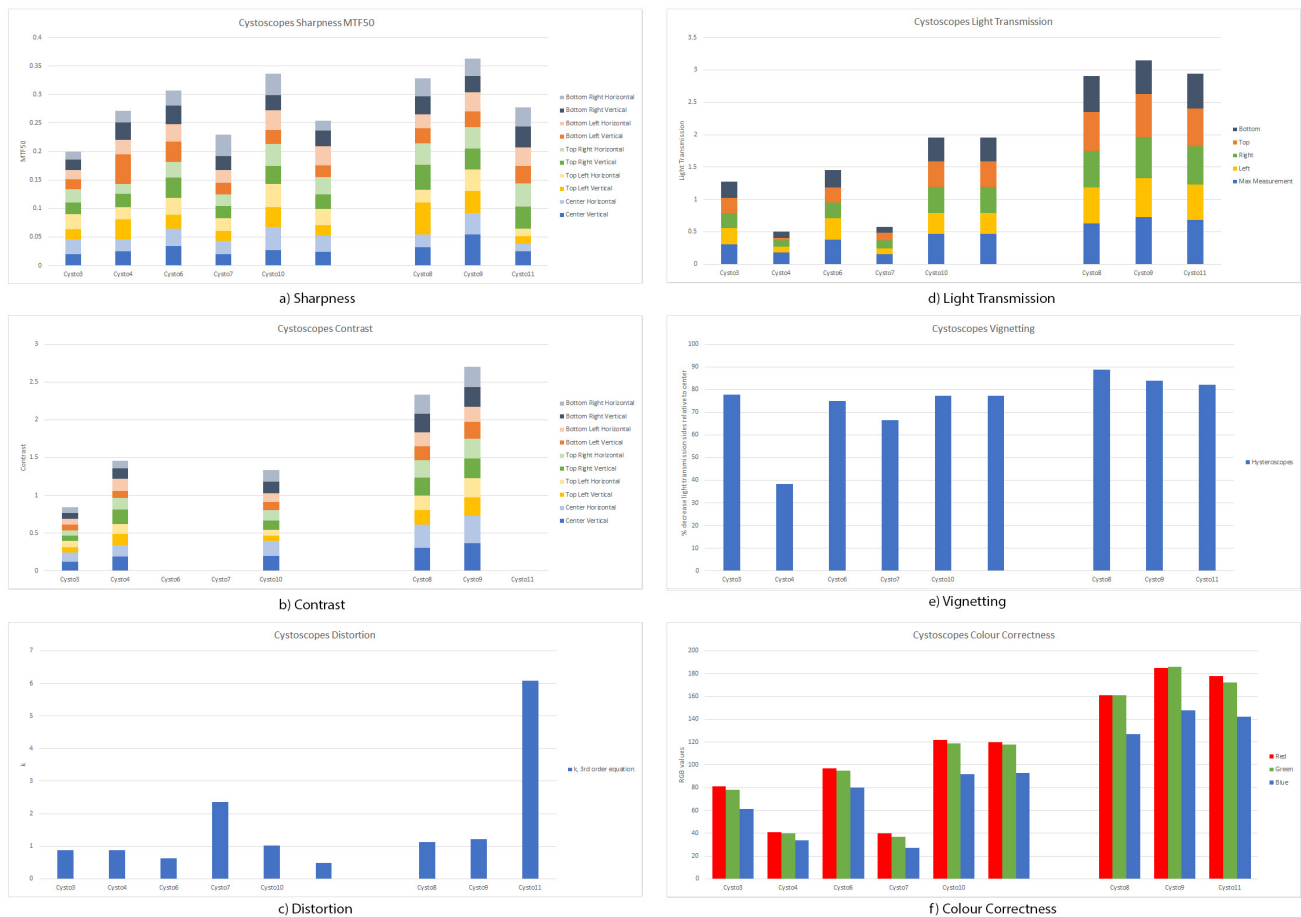 Cystoscopes Sharpness MTF50
0.4
0.35
0.3
0.25
0.2
0.15
0.1
0.05
0
MTF50
Cysto3 Cysto4 Cysto6 Cysto7 Cysto10 Cysto8 Cysto9 Cysto11
Bottom Right Horizontal
Bottom Right Vertical
Bottom Left Horizontal
Bottom Left Vertical
Top Right Horizontal
Top Right Vertical
Top Left Horizontal
Top Left Vertical
Center Horizontal
Center Vertical
a) Sharpness
Cystoscopes Light Transmission
3.5
3
2.5
2
1.5
1
0.5
0
Light Transmission
Cysto3 Cysto4 Cysto6 Cysto7 Cysto10 Cysto8 Cysto9 Cysto11
Bottom
Top
Right
Left
Max Measurement
d) Light Transmission
Cystoscopes Contrast
3
2.5
2
1.5
1
0.5
0
Contrast
Cysto3 Cysto4 Cysto6 Cysto7 Cysto10 Cysto8 Cysto9 Cysto11
Bottom Right Horizontal
Bottom Right Vertical
Bottom Left Horizontal
Bottom Left Vertical
Top Right Horizontal
Top Right Vertical
Top Left Horizontal
Top Left Vertical
Center Horizontal
Center Vertical
b) Contrast
Cystoscopes Vignetting
100
90
80
70
60
50
40
30
20
10
0
% decrease light transmission sides relative to center
Cysto3 Cysto4 Cysto6 Cysto7 Cysto10 Cysto8 Cysto9 Cysto11
Hysteroscopes
e) Vignetting
Cystoscopes Distortion
7
6
5
4
3
2
1
0
k
Cysto3 Cysto4 Cysto6 Cysto7 Cysto10 Cysto8 Cysto9 Cysto11
k, 3rd order equation
c) Distortion
Cystoscopes Colour Correctness
200
180
160
140
120
100
80
60
40
20
0
RGB values
Cysto3 Cysto4 Cysto6 Cysto7 Cysto10 Cysto8 Cysto9 Cysto11
Red
Green
Blue
f) Colour Correctness